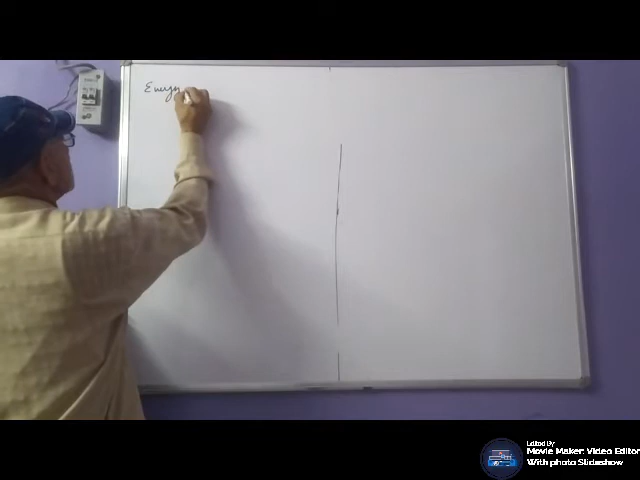 Energy
Edited By
Movie Maker: Video Editor
With photo Slideshow